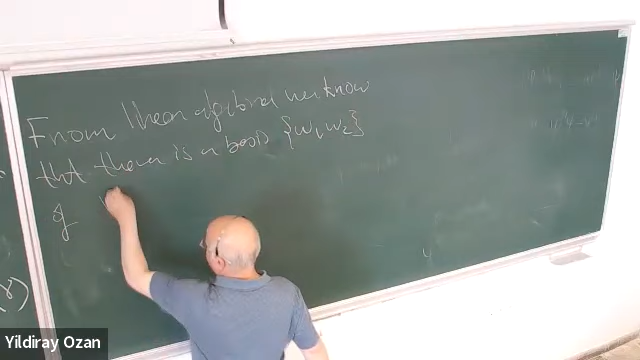 From linear algebra we know
that there is a basis {w₁, w₂}
of
Yildiray Ozan